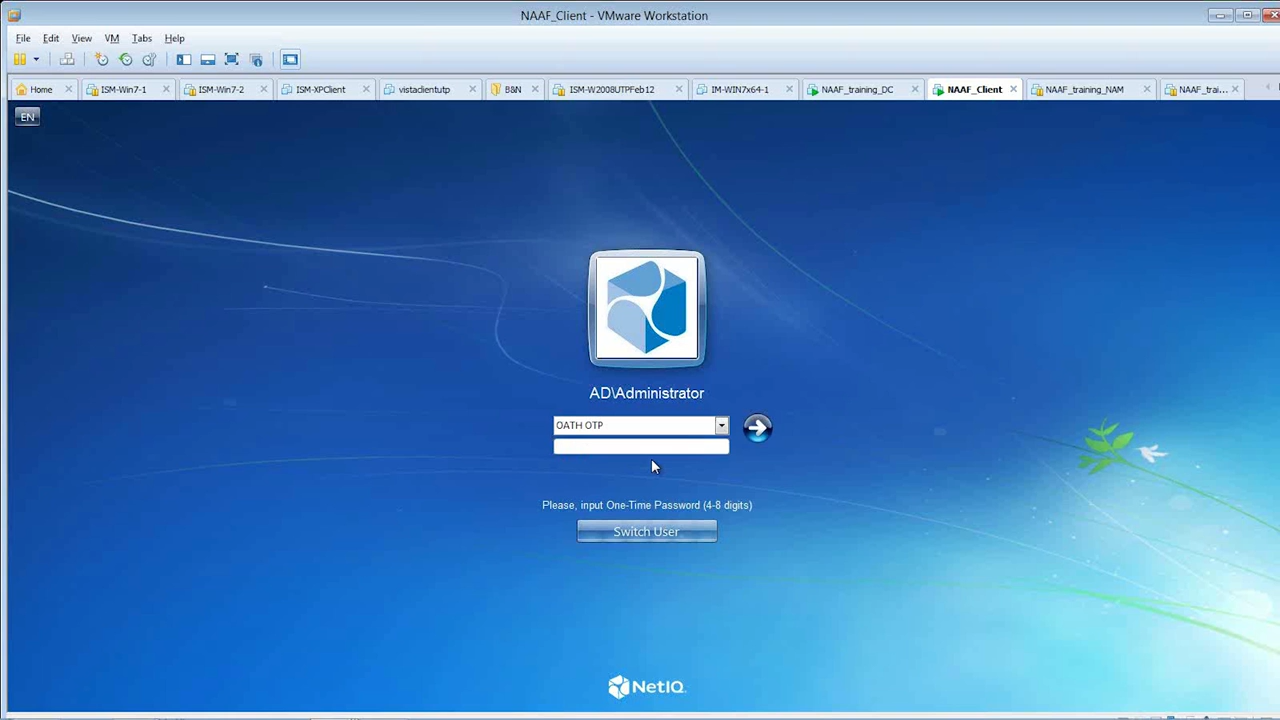 NAAF_Client - VMware Workstation
File Edit View VM Tabs Help
Home ISM-Win7-1 ISM-Win7-2 ISM-XPClient vistaclientutp B&N ISM-W2008UTPFeb12 IM-WIN7x64-1 NAAF_training_DC NAAF_Client NAAF_training_NAM NAAF_trai...
EN
AD\Administrator
OATH OTP
Please, input One-Time Password (4-8 digits)
Switch User
NetIQ